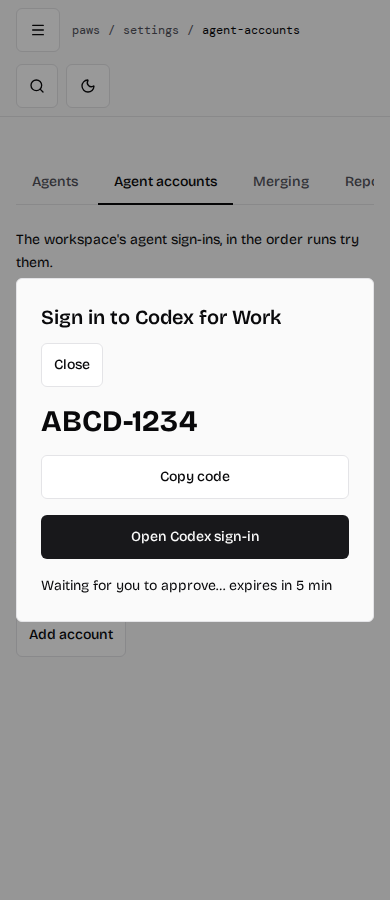 paws / settings / agent-accounts
Agents Agent accounts Merging
The workspace's agent sign-ins, in the order runs try
them.
Sign in to Codex for Work
Close
ABCD-1234
Copy code
Open Codex sign-in
Waiting for you to approve... expires in 5 min
Add account